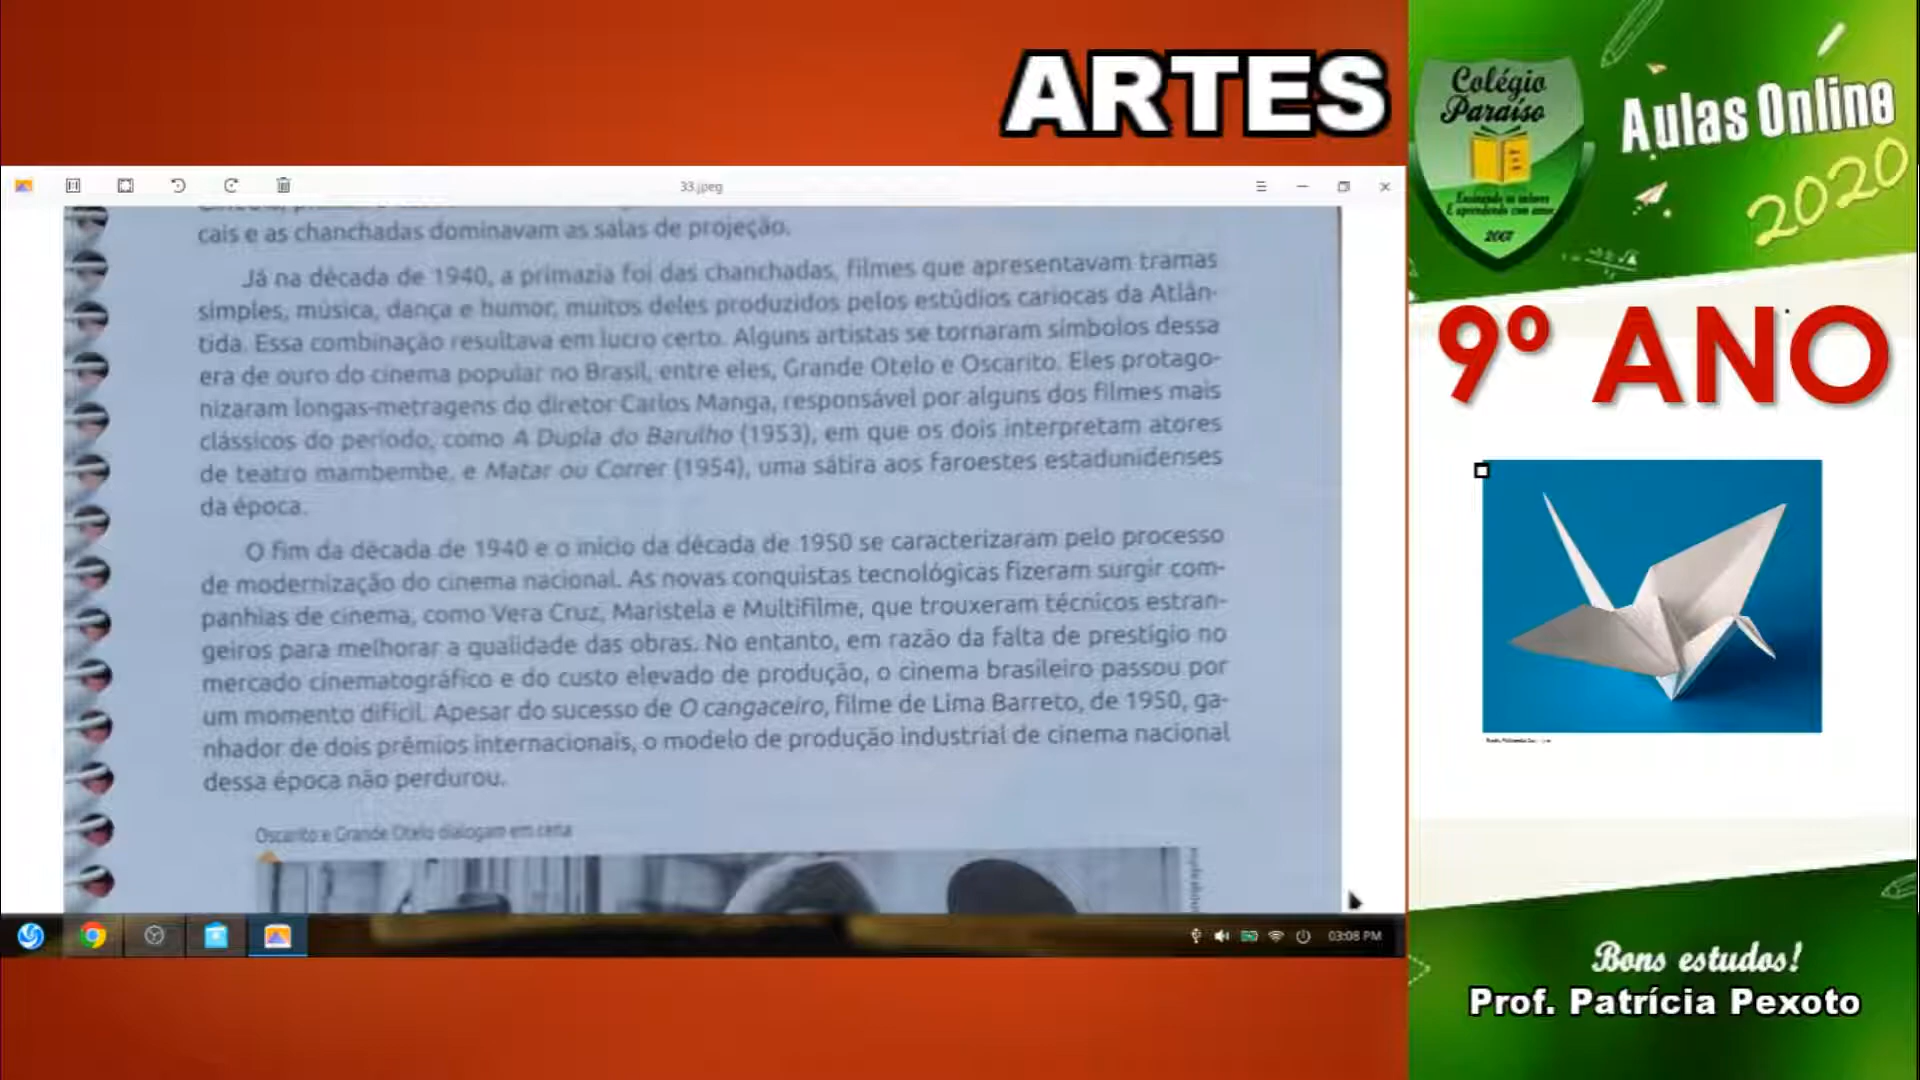 ARTES
Colégio
Paraíso
Ensinando os valores
E aprendendo com amor
2007
Aulas Online
2020
33.jpeg
cais e as chanchadas dominavam as salas de projeção.
Já na década de 1940, a primazia foi das chanchadas, filmes que apresentavam tramas
simples, música, dança e humor, muitos deles produzidos pelos estúdios cariocas da Atlân-
tida. Essa combinação resultava em lucro certo. Alguns artistas se tornaram símbolos dessa
era de ouro do cinema popular no Brasil, entre eles, Grande Otelo e Oscarito. Eles protago-
nizaram longas-metragens do diretor Carlos Manga, responsável por alguns dos filmes mais
clássicos do período, como A Dupla do Barulho (1953), em que os dois interpretam atores
de teatro mambembe, e Matar ou Correr (1954), uma sátira aos faroestes estadunidenses
da época.
O fim da década de 1940 e o início da década de 1950 se caracterizaram pelo processo
de modernização do cinema nacional. As novas conquistas tecnológicas fizeram surgir com-
panhias de cinema, como Vera Cruz, Maristela e Multifilme, que trouxeram técnicos estran-
geiros para melhorar a qualidade das obras. No entanto, em razão da falta de prestígio no
mercado cinematográfico e do custo elevado de produção, o cinema brasileiro passou por
um momento difícil. Apesar do sucesso de O cangaceiro, filme de Lima Barreto, de 1950, ga-
nhador de dois prêmios internacionais, o modelo de produção industrial de cinema nacional
dessa época não perdurou.
Oscarito e Grande Otelo dialogam em cena
03:08 PM
9º ANO
Bons estudos!
Prof. Patrícia Pexoto